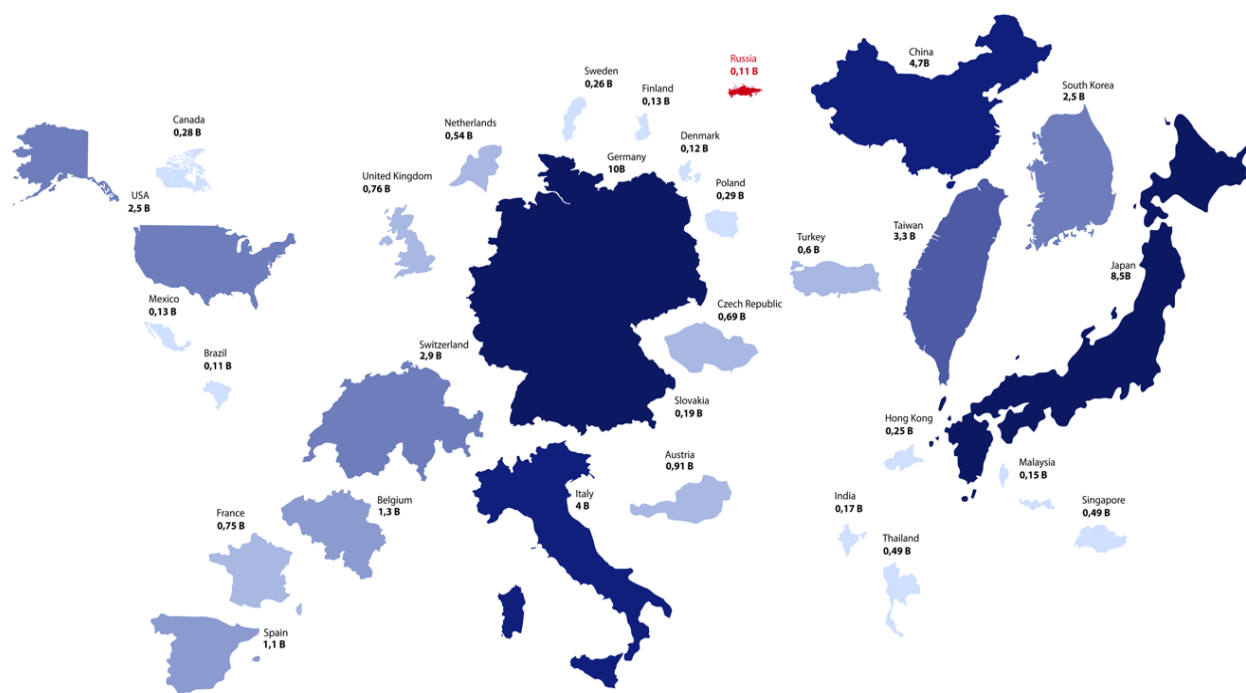 China
4,7B
Russia
0,11 B
Sweden
0,26 B
Finland
0,13 B
South Korea
2,5 B
Canada
0,28 B
Netherlands
0,54 B
Denmark
0,12 B
Germany
10B
United Kingdom
0,76 B
Poland
0,29 B
USA
2,5 B
Taiwan
3,3 B
Turkey
0,6 B
Japan
8,5B
Mexico
0,13 B
Czech Republic
0,69 B
Brazil
0,11 B
Switzerland
2,9 B
Slovakia
0,19 B
Hong Kong
0,25 B
Austria
0,91 B
Malaysia
0,15 B
Italy
4 B
Belgium
1,3 B
India
0,17 B
Singapore
0,49 B
France
0,75 B
Thailand
0,49 B
Spain
1,1 B